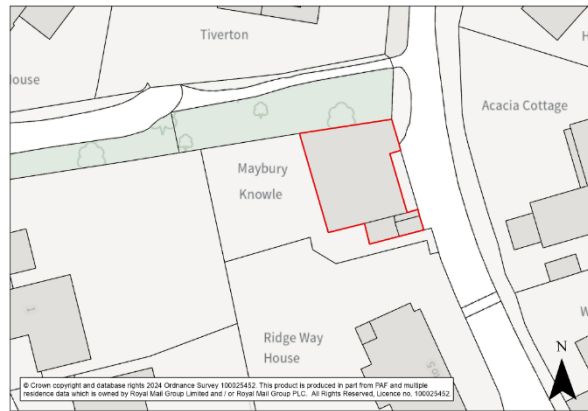 Tiverton
House
H
Acacia Cottage
Maybury
Knowle
1
W
Ridge Way
House
N
© Crown copyright and database rights 2024 Ordnance Survey 100025452. This product is produced in part from PAF and multiple
residence data which is owned by Royal Mail Group Limited and / or Royal Mail Group PLC. All Rights Reserved, Licence no. 100025452.